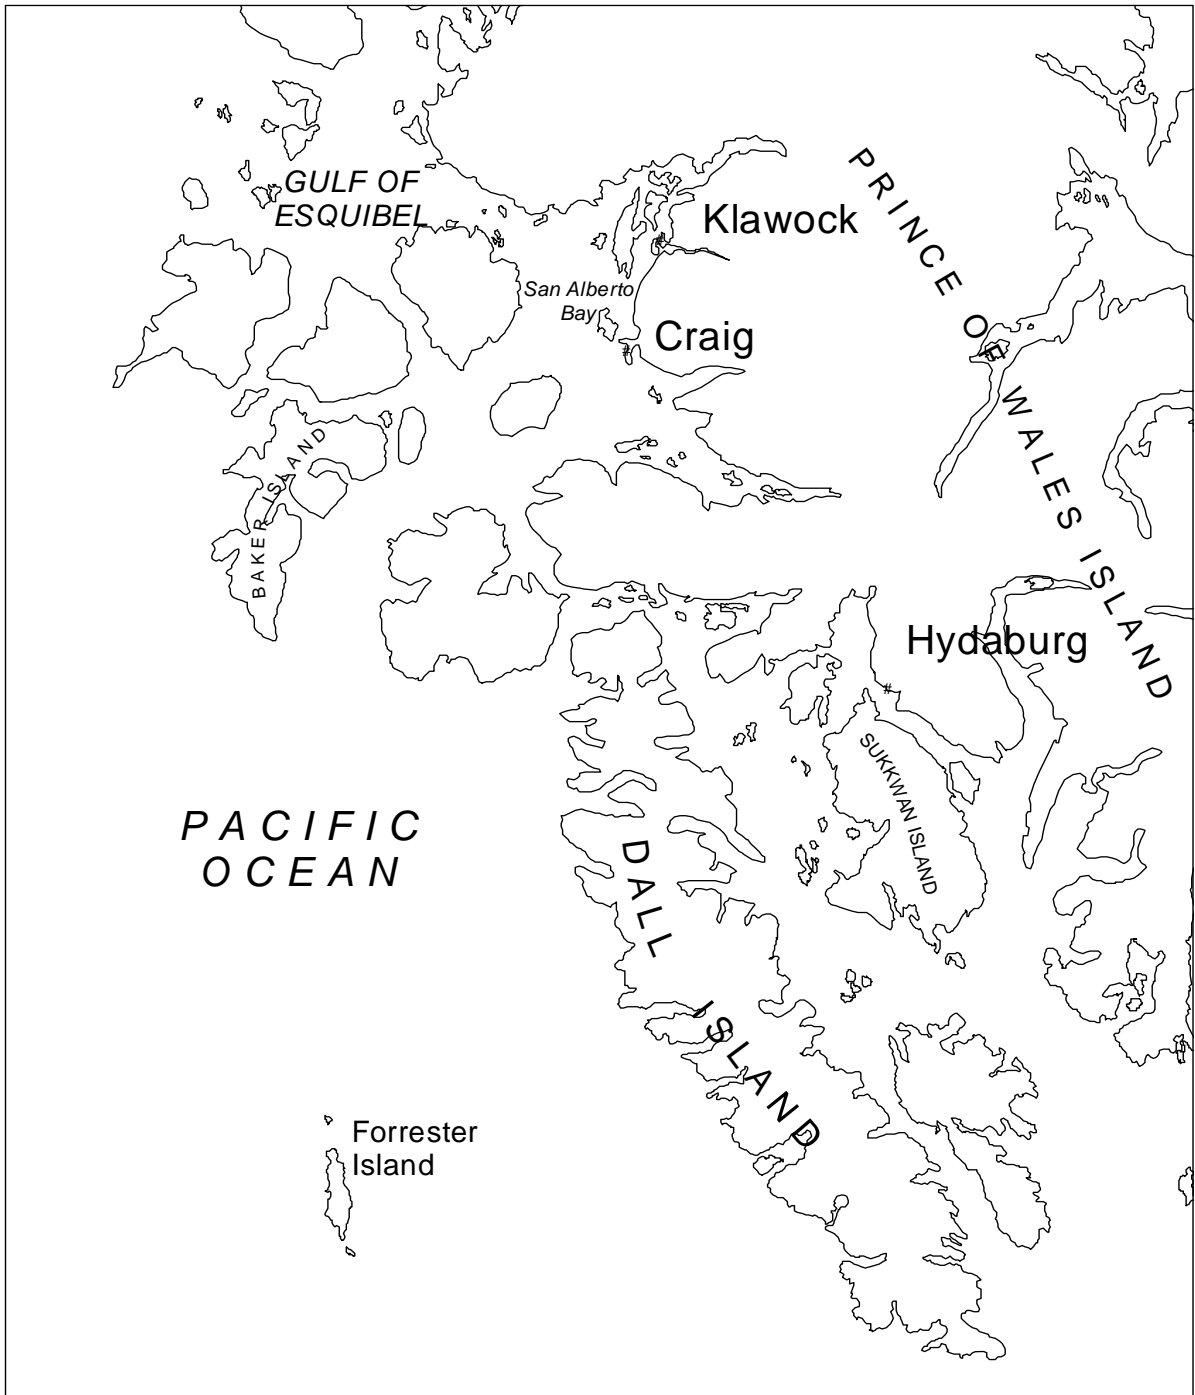 GULF OF
ESQUIBEL
Klawock
PRINCE OF WALES ISLAND
San Alberto
Bay
Craig
BAKER ISLAND
Hydaburg
SUKKWAN ISLAND
PACIFIC
OCEAN
DALL ISLAND
Forrester
Island